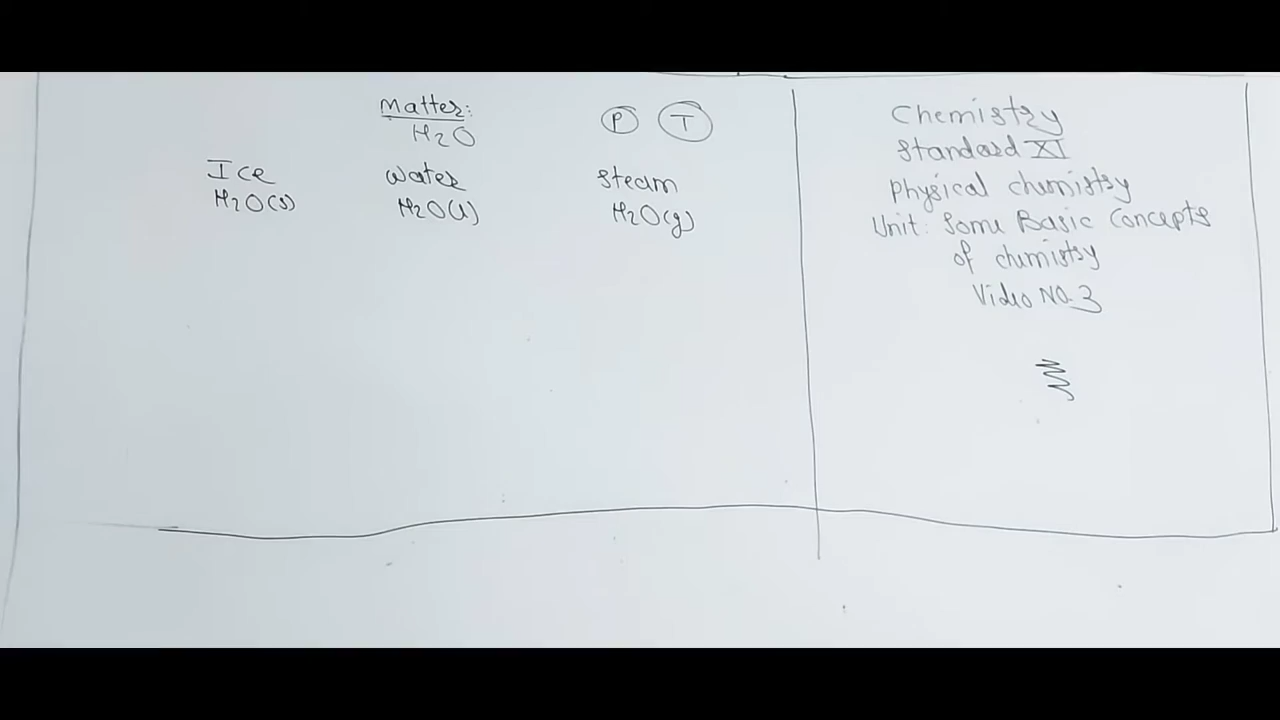 Matter:
H2O
P T
Ice water steam
H2O(s) H2O(l) H2O(g)
Chemistry
Standard XI
Physical chemistry
Unit: Some Basic Concepts
of chemistry
Video NO. 3